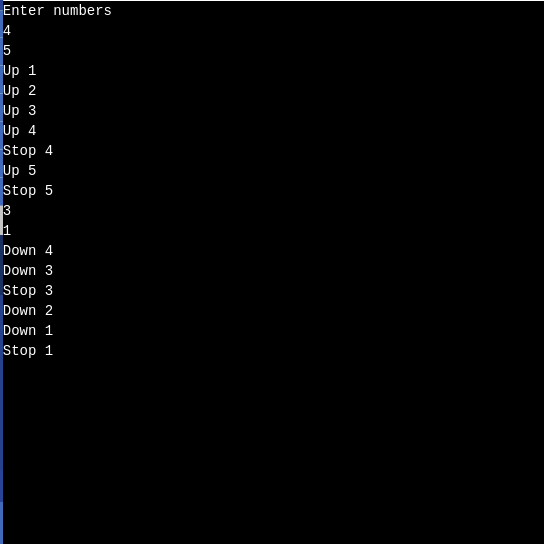 Enter numbers
4
5
Up 1
Up 2
Up 3
Up 4
Stop 4
Up 5
Stop 5
3
1
Down 4
Down 3
Stop 3
Down 2
Down 1
Stop 1